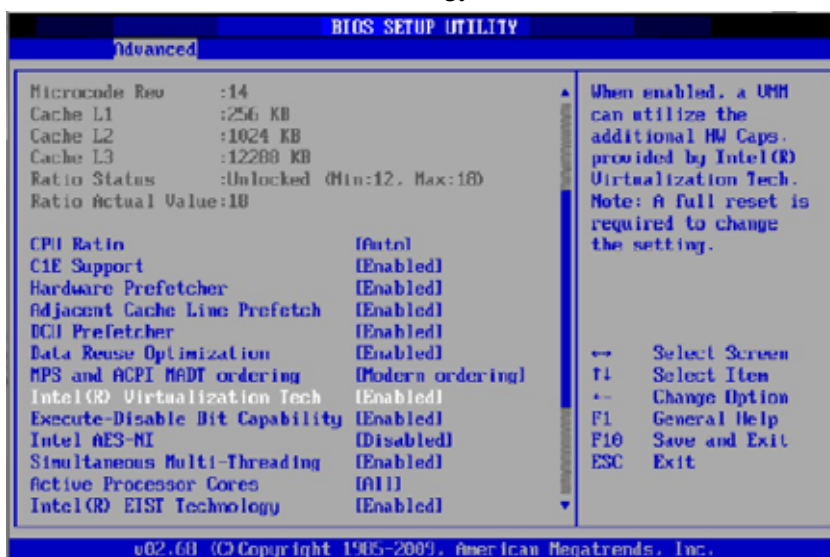 BIOS SETUP UTILITY
Advanced
Microcode Rev :14
Cache L1 :256 KB
Cache L2 :1024 KB
Cache L3 :12288 KB
Ratio Status :Unlocked (Min:12, Max:18)
Ratio Actual Value:18
CPU Ratio [Auto]
C1E Support [Enabled]
Hardware Prefetcher [Enabled]
Adjacent Cache Line Prefetch [Enabled]
DCU Prefetcher [Enabled]
Data Reuse Optimization [Enabled]
MPS and ACPI MADT ordering [Modern ordering]
Intel(R) Virtualization Tech [Enabled]
Execute-Disable Bit Capability [Enabled]
Intel AES-NI [Disabled]
Simultaneous Multi-Threading [Enabled]
Active Processor Cores [All]
Intel(R) EIST Technology [Enabled]
When enabled, a VMM
can utilize the
additional HW Caps.
provided by Intel(R)
Virtualization Tech.
Note: A full reset is
required to change
the setting.
↔ Select Screen
↑↓ Select Item
+- Change Option
F1 General Help
F10 Save and Exit
ESC Exit
v02.68 (C)Copyright 1985-2009, American Megatrends, Inc.